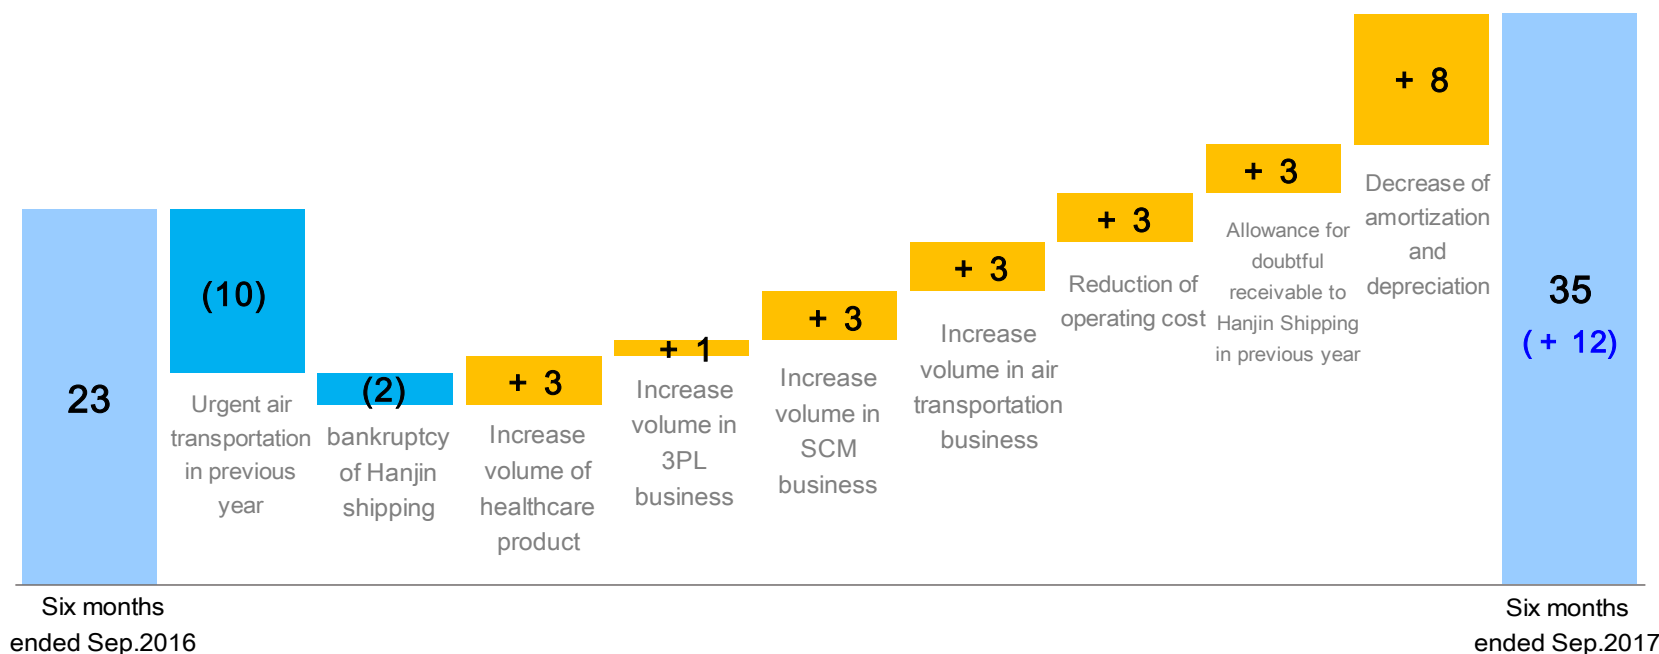 23
Six months
ended Sep.2016
(10)
Urgent air
transportation
in previous
year
(2)
bankruptcy
of Hanjin
shipping
+ 3
Increase
volume of
healthcare
product
+ 1
Increase
volume in
3PL
business
+ 3
Increase
volume in
SCM
business
+ 3
Increase
volume in air
transportation
business
+ 3
Reduction of
operating cost
+ 3
Allowance for
doubtful
receivable to
Hanjin Shipping
in previous year
+ 8
Decrease of
amortization
and
depreciation
35
( + 12)
Six months
ended Sep.2017